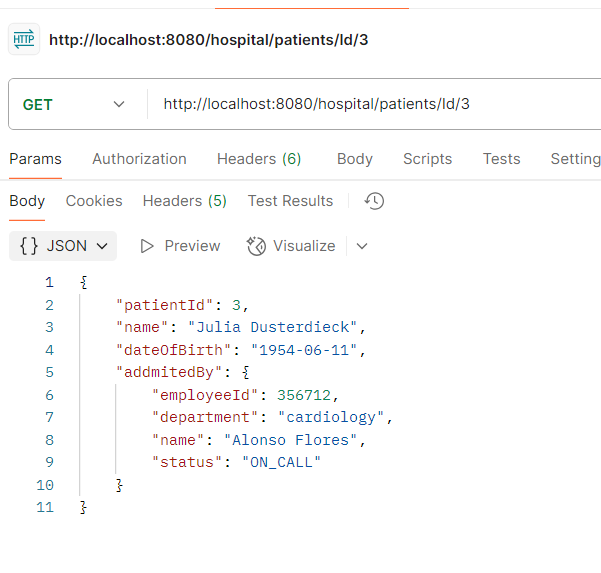 HTTP http://localhost:8080/hospital/patients/Id/3
GET http://localhost:8080/hospital/patients/Id/3
Params Authorization Headers (6) Body Scripts Tests Setting
Body Cookies Headers (5) Test Results
{} JSON Preview Visualize
1 {
2 "patientId": 3,
3 "name": "Julia Dusterdieck",
4 "dateOfBirth": "1954-06-11",
5 "addmitedBy": {
6 "employeeId": 356712,
7 "department": "cardiology",
8 "name": "Alonso Flores",
9 "status": "ON_CALL"
10 }
11 }